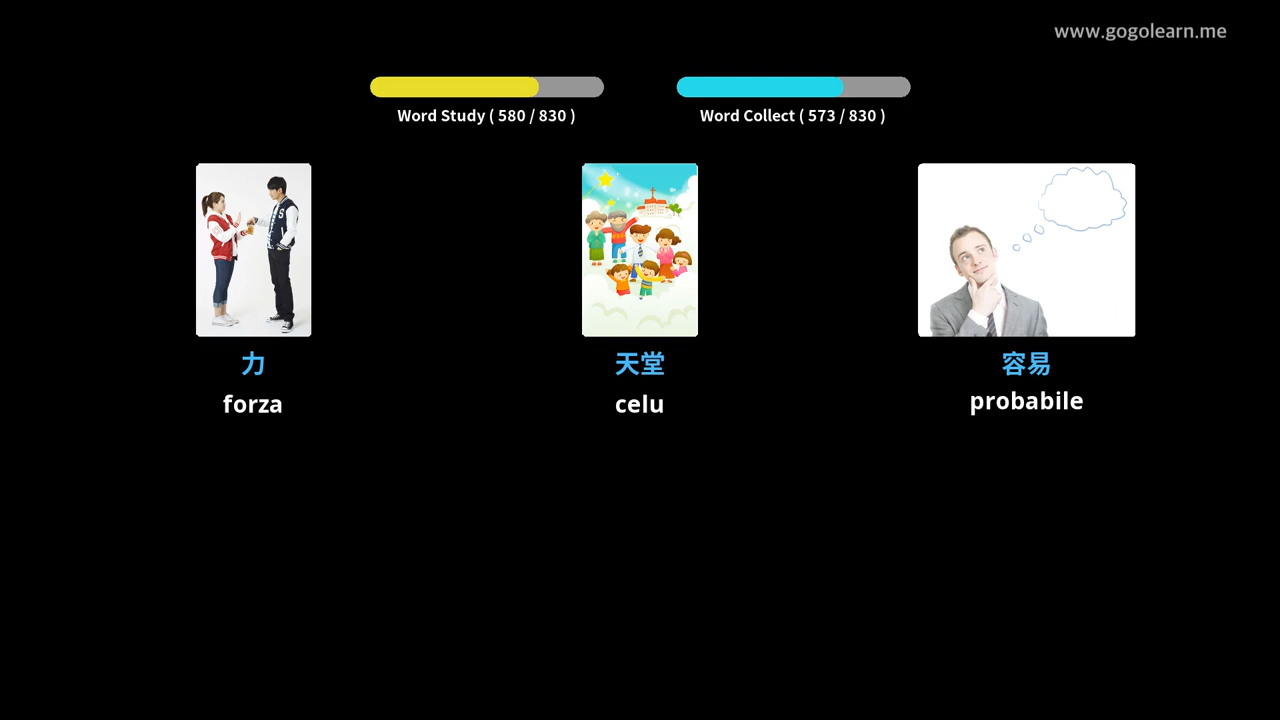 www.gogolearn.me
Word Study ( 580 / 830 )
Word Collect ( 573 / 830 )
力
forza
天堂
celu
容易
probabile